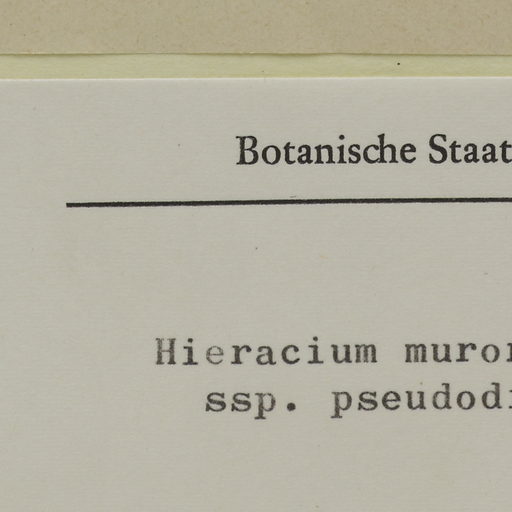 Botanische Staat
Hieracium muror
ssp. pseudodi